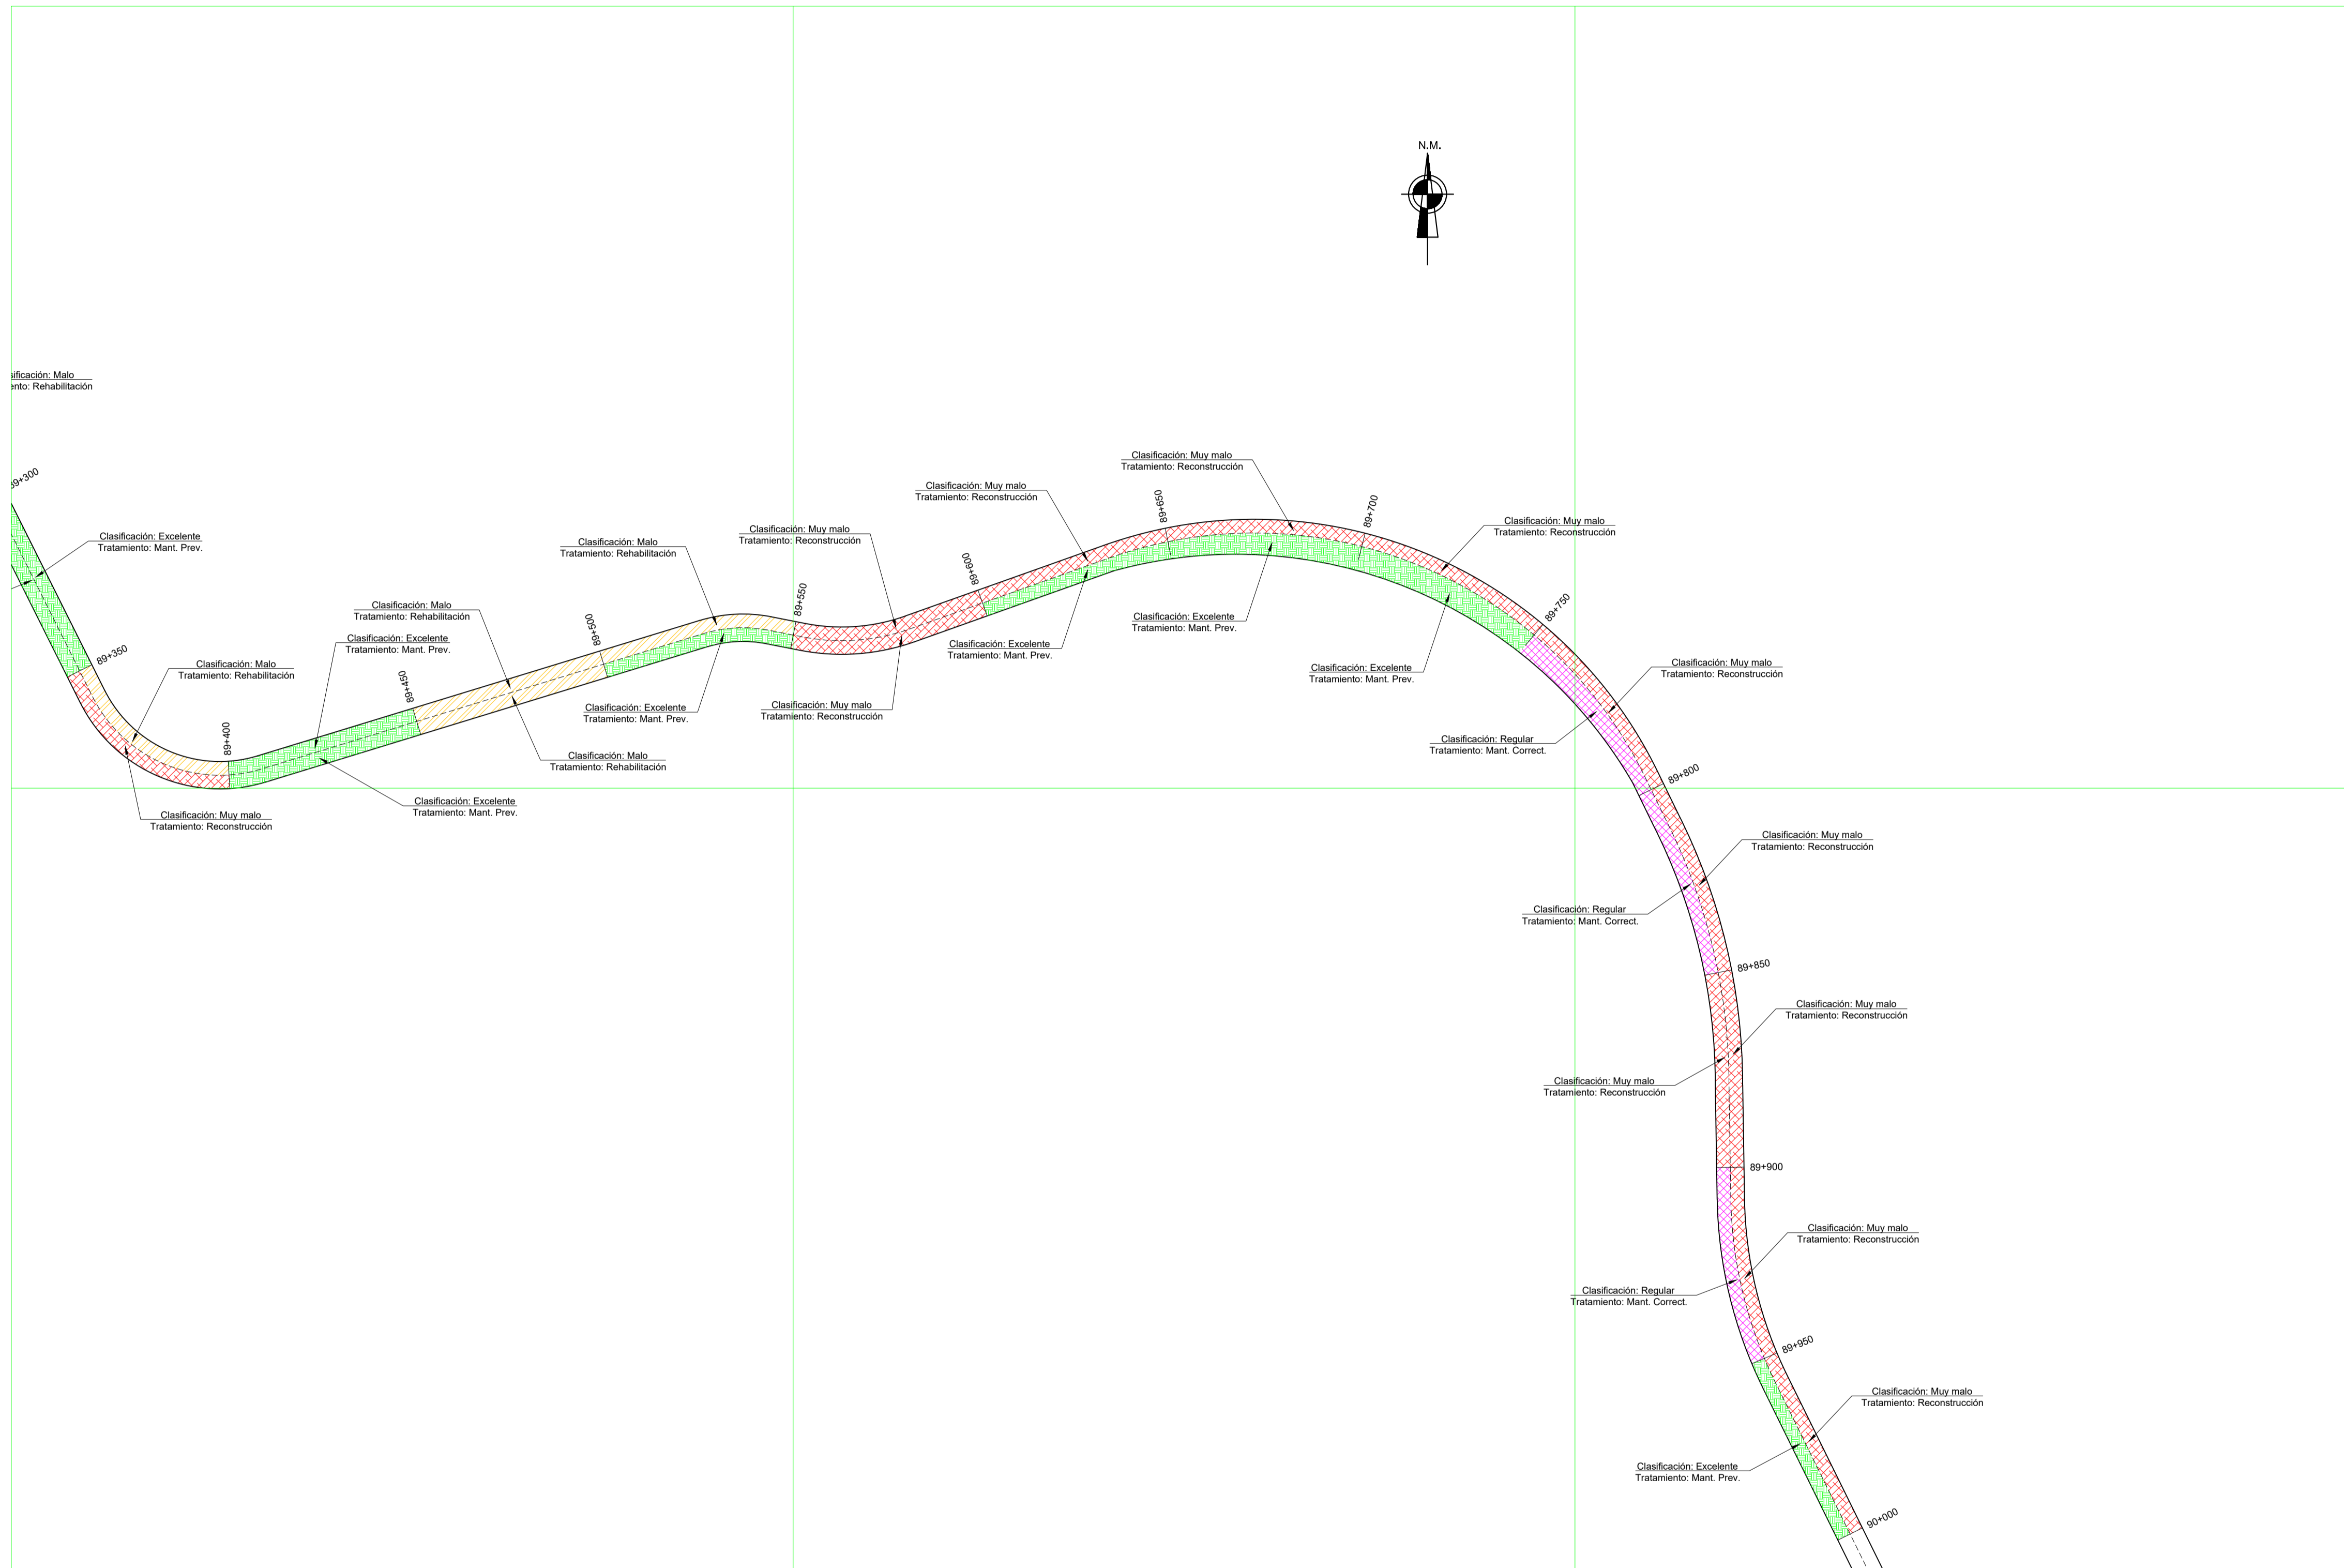 N.M.
sificación: Malo
ento: Rehabilitación
89+300
Clasificación: Excelente
Tratamiento: Mant. Prev.
89+350
Clasificación: Malo
Tratamiento: Rehabilitación
Clasificación: Muy malo
Tratamiento: Reconstrucción
89+400
Clasificación: Excelente
Tratamiento: Mant. Prev.
Clasificación: Excelente
Tratamiento: Mant. Prev.
89+450
Clasificación: Malo
Tratamiento: Rehabilitación
Clasificación: Malo
Tratamiento: Rehabilitación
89+500
Clasificación: Malo
Tratamiento: Rehabilitación
Clasificación: Excelente
Tratamiento: Mant. Prev.
89+550
Clasificación: Muy malo
Tratamiento: Reconstrucción
Clasificación: Muy malo
Tratamiento: Reconstrucción
89+600
Clasificación: Muy malo
Tratamiento: Reconstrucción
Clasificación: Excelente
Tratamiento: Mant. Prev.
89+650
Clasificación: Muy malo
Tratamiento: Reconstrucción
Clasificación: Excelente
Tratamiento: Mant. Prev.
89+700
Clasificación: Muy malo
Tratamiento: Reconstrucción
Clasificación: Excelente
Tratamiento: Mant. Prev.
89+750
Clasificación: Muy malo
Tratamiento: Reconstrucción
Clasificación: Regular
Tratamiento: Mant. Correct.
89+800
Clasificación: Muy malo
Tratamiento: Reconstrucción
Clasificación: Regular
Tratamiento: Mant. Correct.
89+850
Clasificación: Muy malo
Tratamiento: Reconstrucción
Clasificación: Muy malo
Tratamiento: Reconstrucción
89+900
Clasificación: Muy malo
Tratamiento: Reconstrucción
Clasificación: Regular
Tratamiento: Mant. Correct.
89+950
Clasificación: Muy malo
Tratamiento: Reconstrucción
Clasificación: Excelente
Tratamiento: Mant. Prev.
90+000